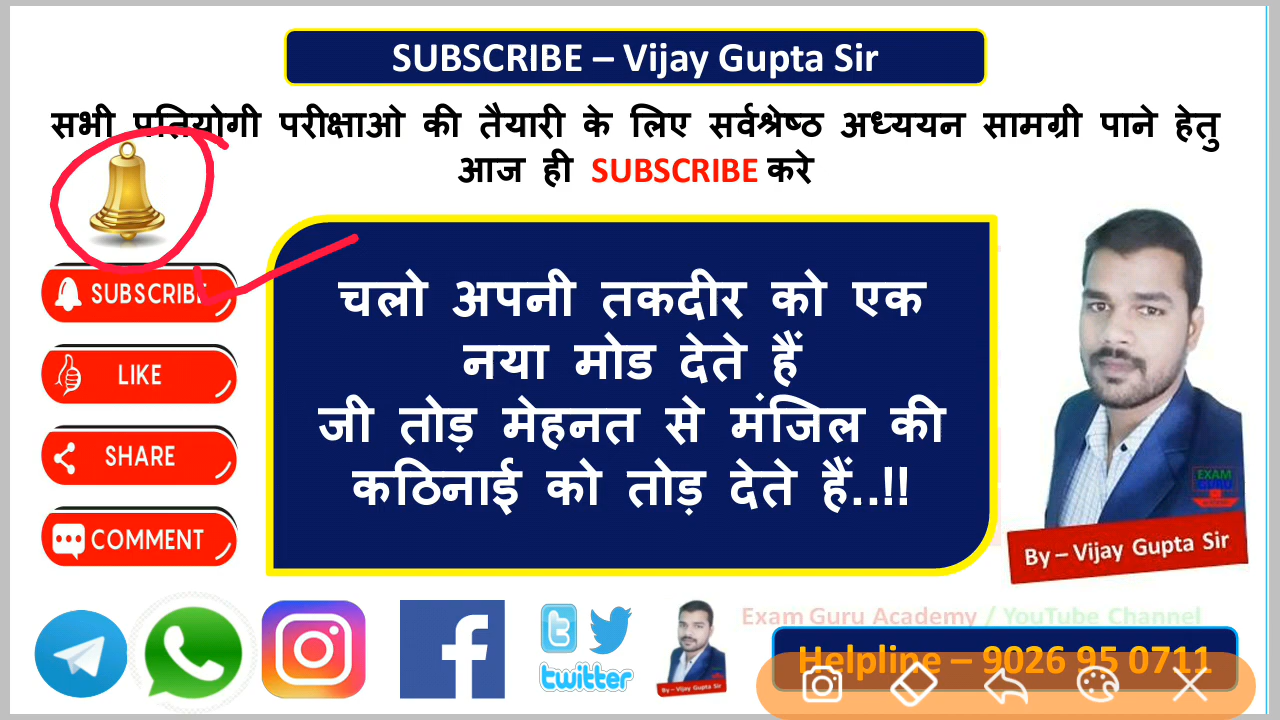 SUBSCRIBE – Vijay Gupta Sir
सभी प्रतियोगी परीक्षाओ की तैयारी के लिए सर्वश्रेष्ठ अध्ययन सामग्री पाने हेतु
आज ही SUBSCRIBE करे
SUBSCRIBE
LIKE
SHARE
COMMENT
चलो अपनी तकदीर को एक
नया मोड देते हैं
जी तोड़ मेहनत से मंजिल की
कठिनाई को तोड़ देते हैं..!!
EXAM
GURU
By – Vijay Gupta Sir
twitter
By – Vijay Gupta Sir
Exam Guru Academy / YouTube Channel
Helpline – 9026 95 0711